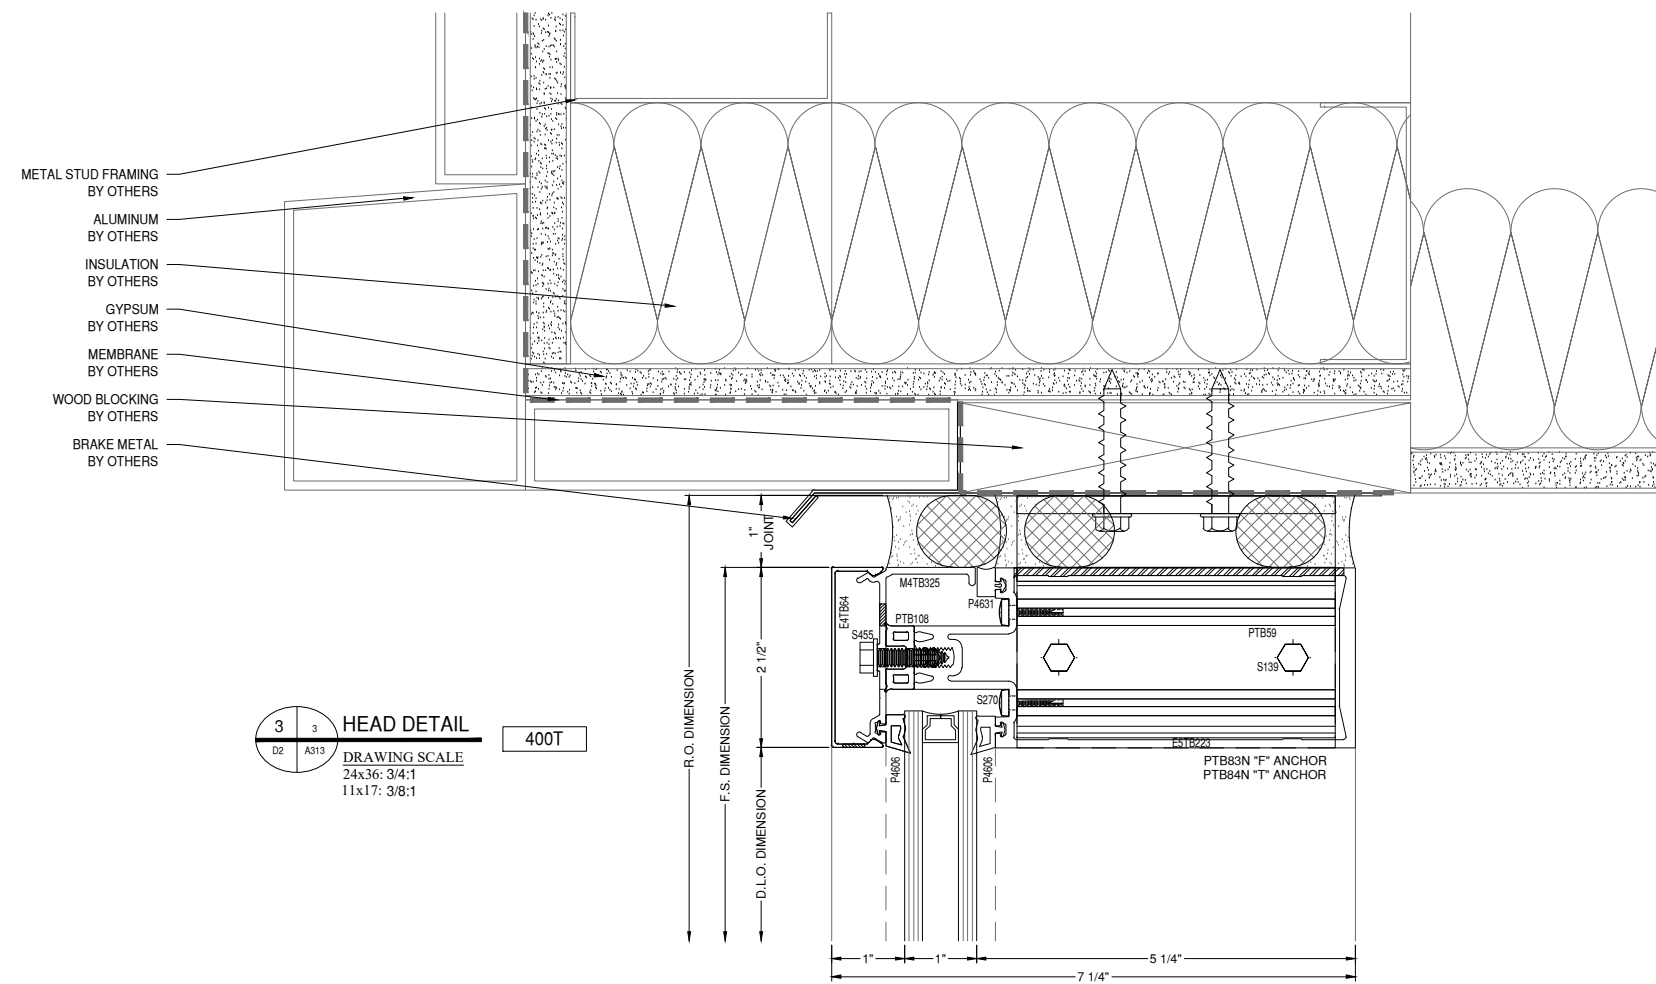 METAL STUD FRAMING
BY OTHERS
ALUMINUM
BY OTHERS
INSULATION
BY OTHERS
GYPSUM
BY OTHERS
MEMBRANE
BY OTHERS
WOOD BLOCKING
BY OTHERS
BRAKE METAL
BY OTHERS
1"
JOINT
2 1/2"
R.O. DIMENSION
F.S. DIMENSION
D.L.O. DIMENSION
M4TB325
E4TB64
P4631
PTB108
S455
PTB59
S139
S270
E5TB223
P4606
P4606
PTB83N "F" ANCHOR
PTB84N "T" ANCHOR
3
3
D2
A313
HEAD DETAIL
400T
DRAWING SCALE
24x36: 3/4:1
11x17: 3/8:1
1"
1"
5 1/4"
7 1/4"